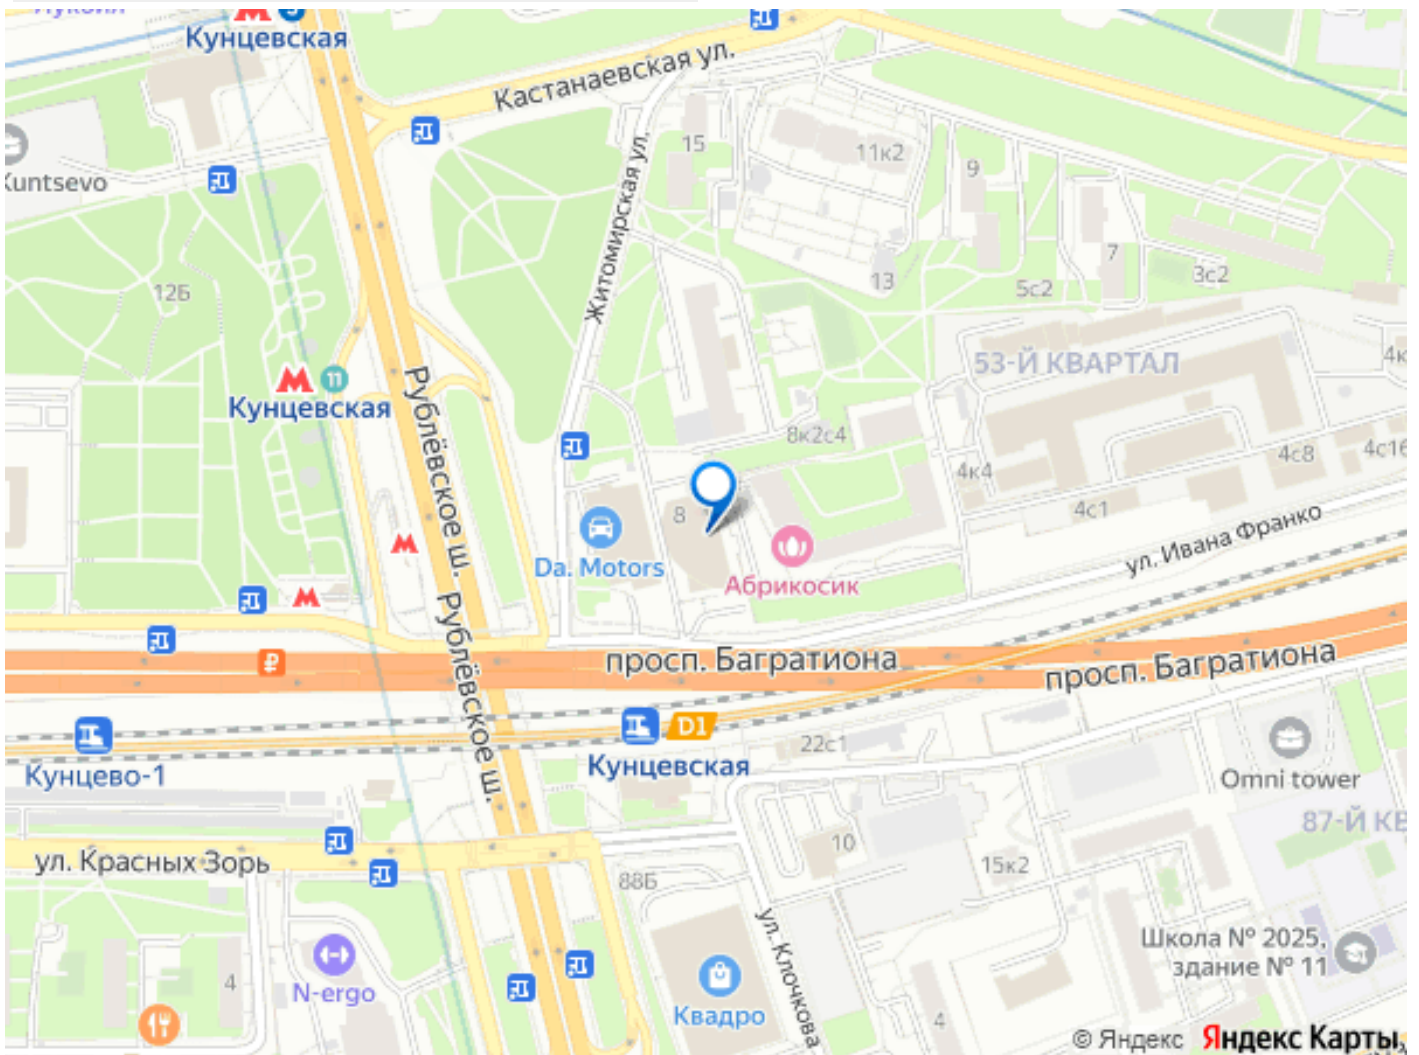 Кунцевская
Кастанаевская ул.
15
11к2
9
Kuntsevo
Житомирская ул.
7
12Б
13
5с2
3с2
53-Й КВАРТАЛ
11
Кунцевская
Рублёвское ш.
8к2с4
4к4
4с8
4с16
8
4с1
ул. Ивана Франко
Da. Motors
Абрикосик
Рублёвское ш.
просп. Багратиона
просп. Багратиона
D1
Кунцево-1
Кунцевская
22с1
Omni tower
87-Й КВ
ул. Красных Зорь
10
15к2
88Б
ул. Клочкова
Школа № 2025,
здание № 11
4
N-ergo
Квадро
4
© Яндекс Яндекс Карты